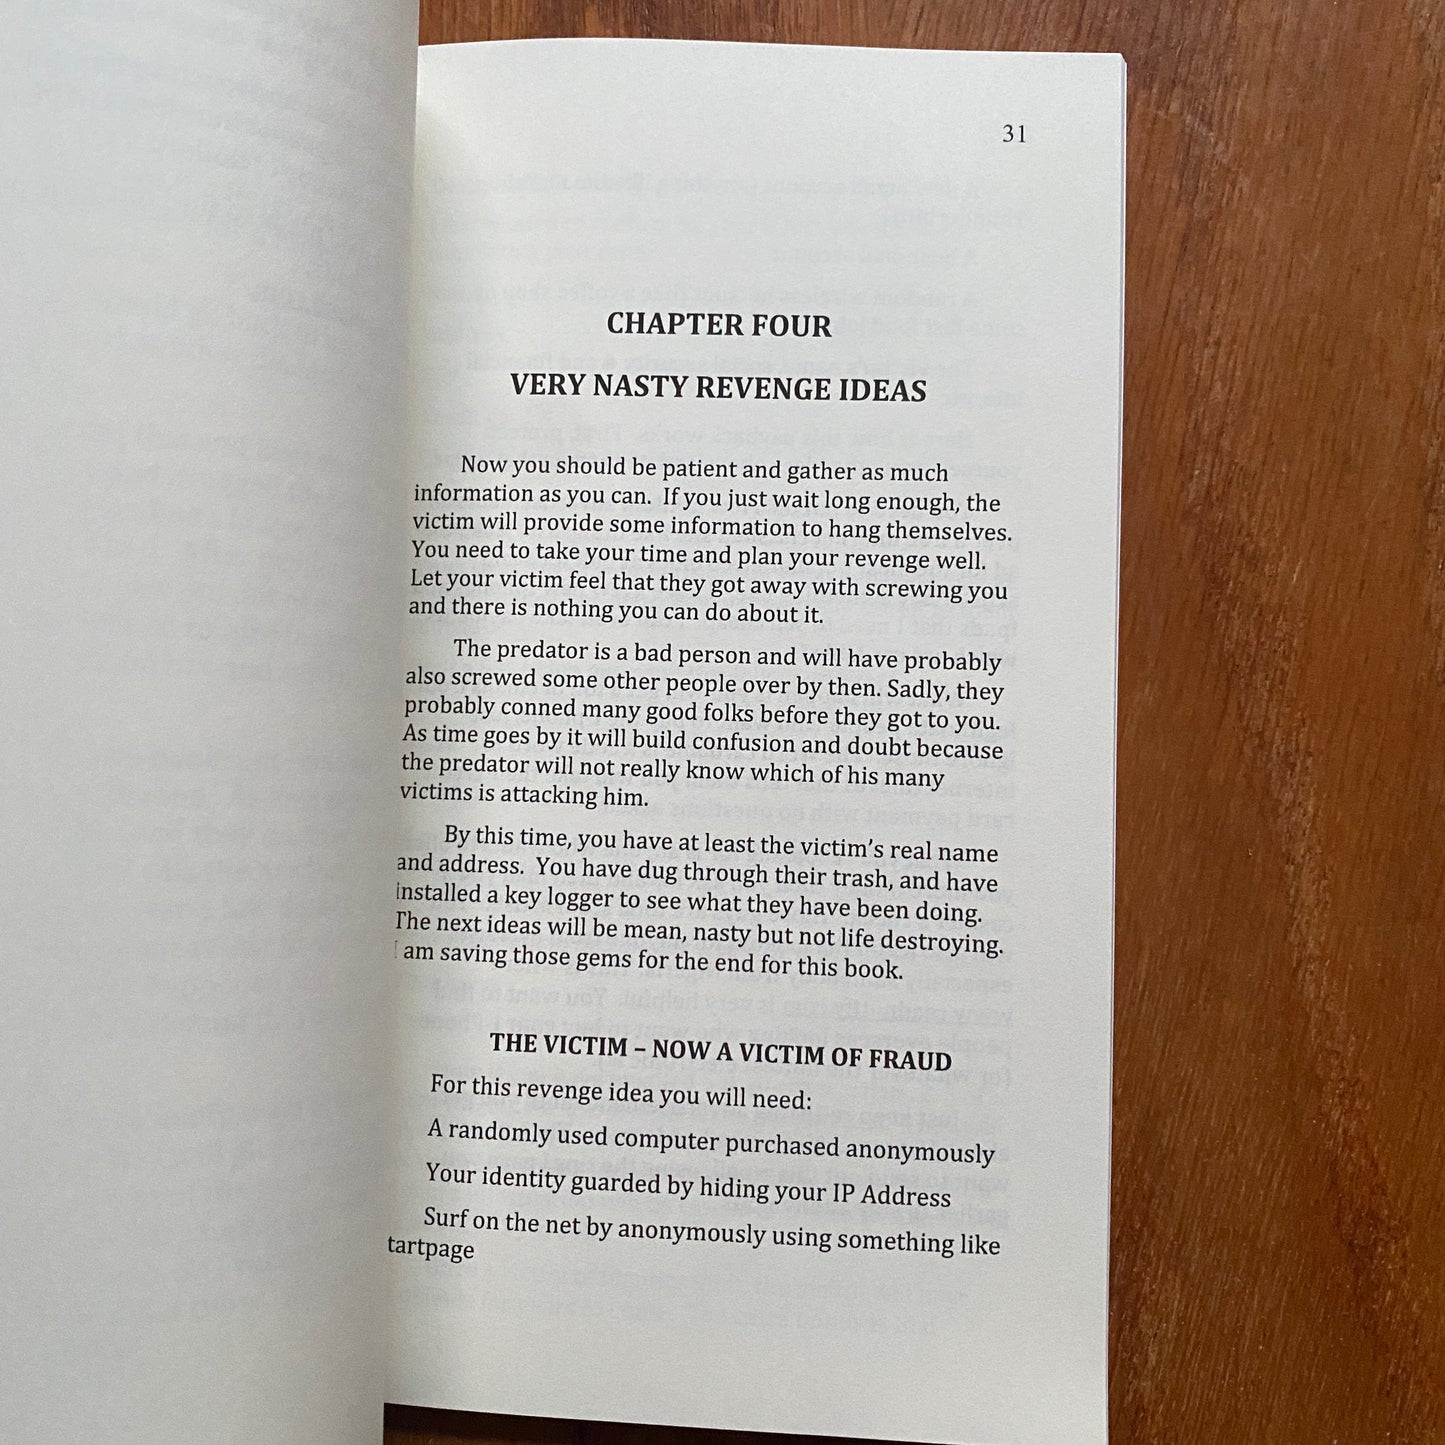 31
CHAPTER FOUR
VERY NASTY REVENGE IDEAS
Now you should be patient and gather as much
information as you can.  If you just wait long enough, the
victim will provide some information to hang themselves.
You need to take your time and plan your revenge well.
Let your victim feel that they got away with screwing you
and there is nothing you can do about it.
The predator is a bad person and will have probably
also screwed some other people over by then. Sadly, they
probably conned many good folks before they got to you.
As time goes by it will build confusion and doubt because
the predator will not really know which of his many
victims is attacking him.
By this time, you have at least the victim's real name
and address.  You have dug through their trash, and have
installed a key logger to see what they have been doing.
The next ideas will be mean, nasty but not life destroying.
I am saving those gems for the end for this book.
THE VICTIM – NOW A VICTIM OF FRAUD
For this revenge idea you will need:
A randomly used computer purchased anonymously
Your identity guarded by hiding your IP Address
Surf on the net by anonymously using something like
tartpage